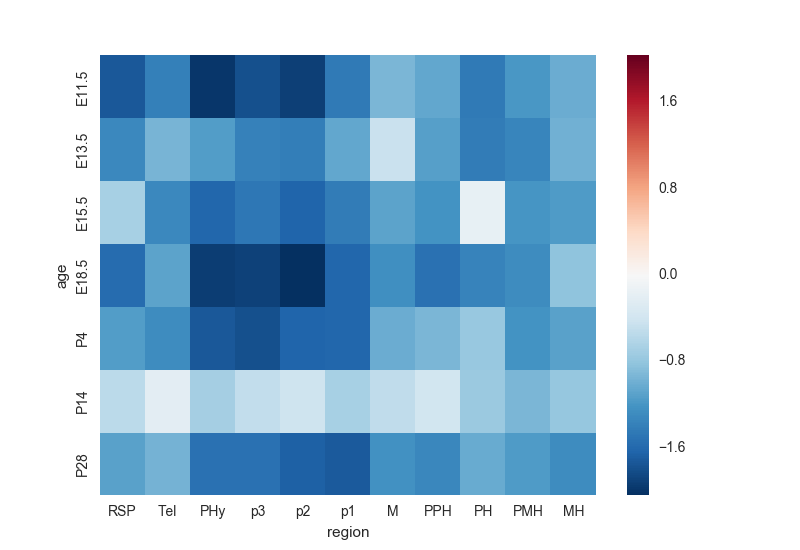 E11.5
E13.5
E15.5
E18.5
P4
P14
P28
age
RSP Tel PHy p3 p2 p1 M PPH PH PMH MH
region
1.6
0.8
0.0
−0.8
−1.6